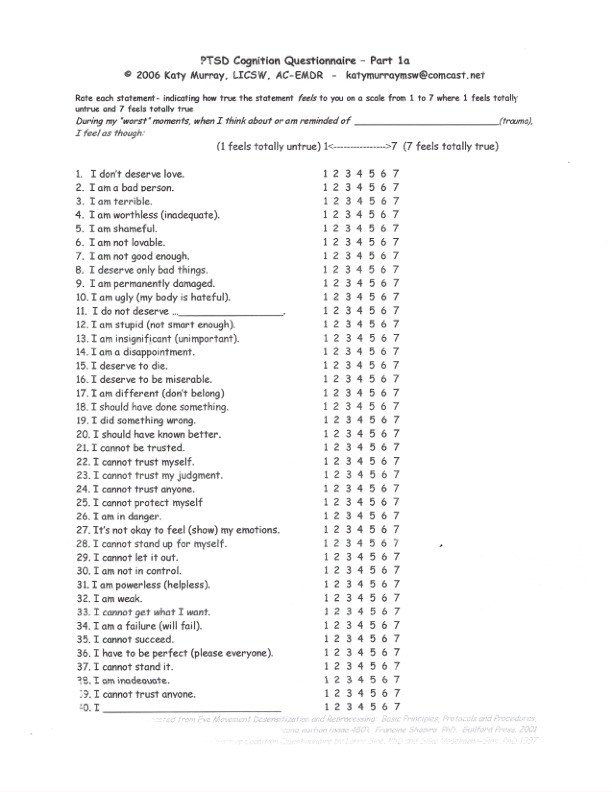 PTSD Cognition Questionnaire – Part 1a
© 2006 Katy Murray, LICSW, AC-EMDR – katymurraymsw@comcast.net
Rate each statement- indicating how true the statement feels to you on a scale from 1 to 7 where 1 feels totally
untrue and 7 feels totally true
During my "worst" moments, when I think about or am reminded of ____________________________(trauma),
I feel as though:
(1 feels totally untrue) 1<---------------->7 (7 feels totally true)
1. I don't deserve love. 1 2 3 4 5 6 7
2. I am a bad person. 1 2 3 4 5 6 7
3. I am terrible. 1 2 3 4 5 6 7
4. I am worthless (inadequate). 1 2 3 4 5 6 7
5. I am shameful. 1 2 3 4 5 6 7
6. I am not lovable. 1 2 3 4 5 6 7
7. I am not good enough. 1 2 3 4 5 6 7
8. I deserve only bad things. 1 2 3 4 5 6 7
9. I am permanently damaged. 1 2 3 4 5 6 7
10. I am ugly (my body is hateful). 1 2 3 4 5 6 7
11. I do not deserve ...____________________. 1 2 3 4 5 6 7
12. I am stupid (not smart enough). 1 2 3 4 5 6 7
13. I am insignificant (unimportant). 1 2 3 4 5 6 7
14. I am a disappointment. 1 2 3 4 5 6 7
15. I deserve to die. 1 2 3 4 5 6 7
16. I deserve to be miserable. 1 2 3 4 5 6 7
17. I am different (don't belong) 1 2 3 4 5 6 7
18. I should have done something. 1 2 3 4 5 6 7
19. I did something wrong. 1 2 3 4 5 6 7
20. I should have known better. 1 2 3 4 5 6 7
21. I cannot be trusted. 1 2 3 4 5 6 7
22. I cannot trust myself. 1 2 3 4 5 6 7
23. I cannot trust my judgment. 1 2 3 4 5 6 7
24. I cannot trust anyone. 1 2 3 4 5 6 7
25. I cannot protect myself 1 2 3 4 5 6 7
26. I am in danger. 1 2 3 4 5 6 7
27. It's not okay to feel (show) my emotions. 1 2 3 4 5 6 7
28. I cannot stand up for myself. 1 2 3 4 5 6 7
29. I cannot let it out. 1 2 3 4 5 6 7
30. I am not in control. 1 2 3 4 5 6 7
31. I am powerless (helpless). 1 2 3 4 5 6 7
32. I am weak. 1 2 3 4 5 6 7
33. I cannot get what I want. 1 2 3 4 5 6 7
34. I am a failure (will fail). 1 2 3 4 5 6 7
35. I cannot succeed. 1 2 3 4 5 6 7
36. I have to be perfect (please everyone). 1 2 3 4 5 6 7
37. I cannot stand it. 1 2 3 4 5 6 7
38. I am inadequate. 1 2 3 4 5 6 7
39. I cannot trust anyone. 1 2 3 4 5 6 7
40. I ______________________________ 1 2 3 4 5 6 7
from Eye Movement Desensitization and Reprocessing: Basic Principles, Protocols and Procedures,
Francine Shapiro, PhD, Guilford Press, 2001